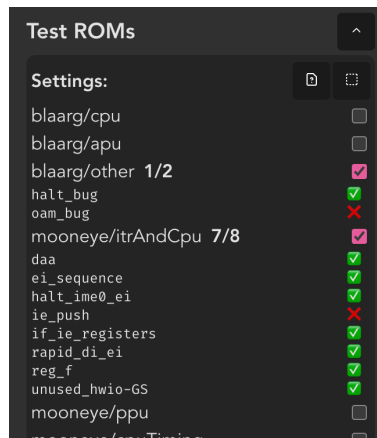 Test ROMs
Settings:
blaarg/cpu
blaarg/apu
blaarg/other 1/2
halt_bug
oam_bug
mooneye/itrAndCpu 7/8
daa
ei_sequence
halt_ime0_ei
ie_push
if_ie_registers
rapid_di_ei
reg_f
unused_hwio-GS
mooneye/ppu